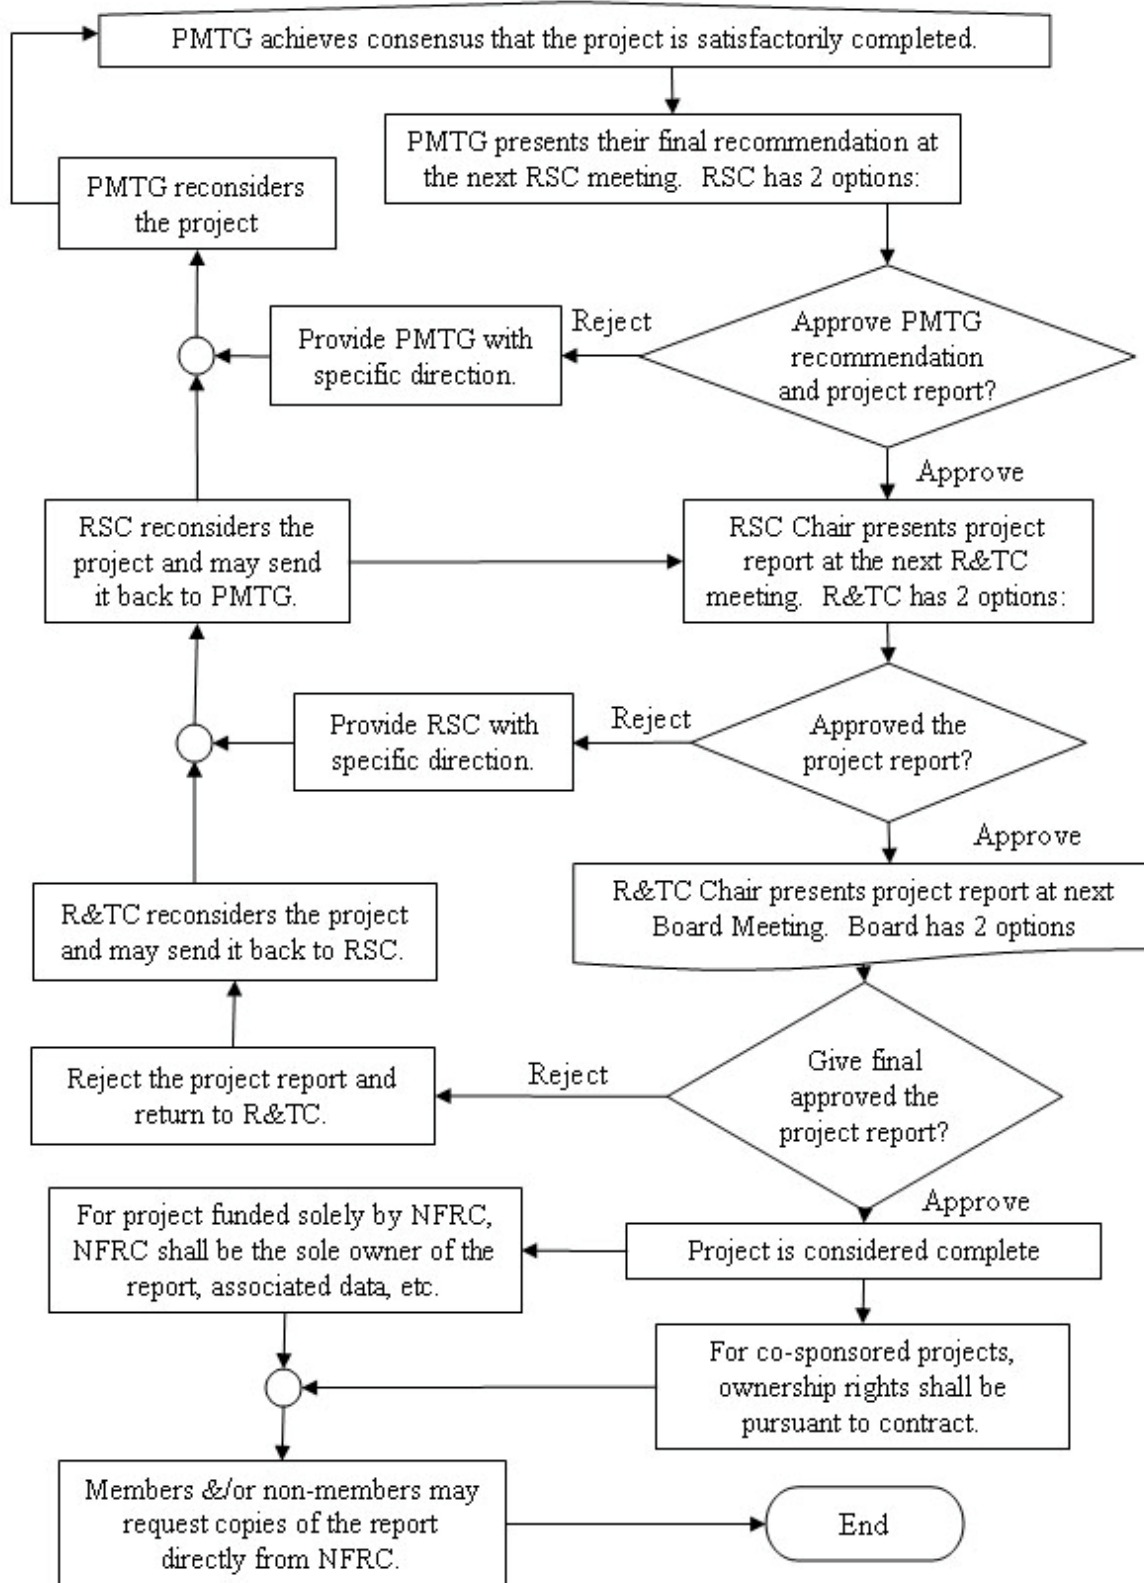 PMTG achieves consensus that the project is satisfactorily completed.
PMTG presents their final recommendation at
the next RSC meeting.  RSC has 2 options:
PMTG reconsiders
the project
Approve PMTG
recommendation
and project report?
Reject
Provide PMTG with
specific direction.
Approve
RSC reconsiders the
project and may send
it back to PMTG.
RSC Chair presents project
report at the next R&TC
meeting.  R&TC has 2 options:
Approved the
project report?
Reject
Provide RSC with
specific direction.
Approve
R&TC Chair presents project report at next
Board Meeting.  Board has 2 options
R&TC reconsiders the project
and may send it back to RSC.
Give final
approved the
project report?
Reject
Reject the project report and
return to R&TC.
Approve
Project is considered complete
For project funded solely by NFRC,
NFRC shall be the sole owner of the
report, associated data, etc.
For co-sponsored projects,
ownership rights shall be
pursuant to contract.
Members &/or non-members may
request copies of the report
directly from NFRC.
End